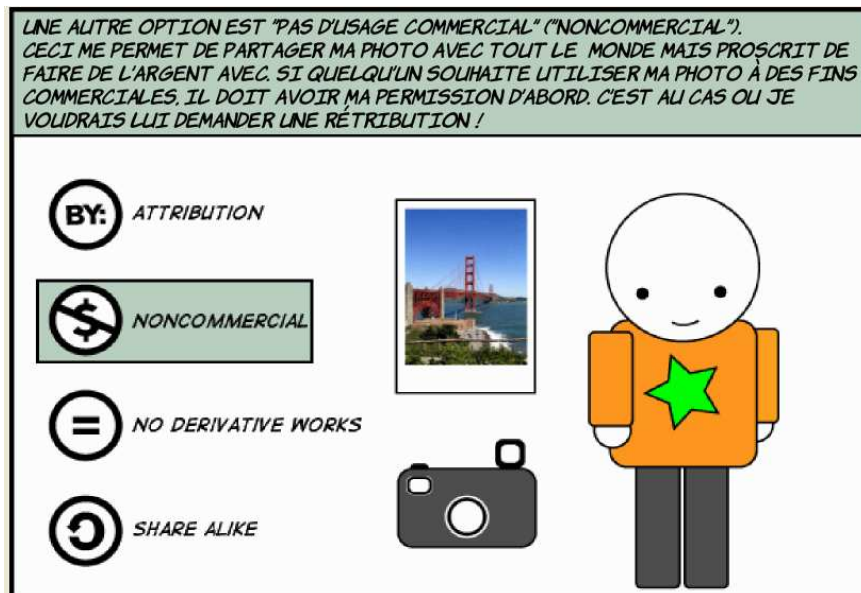 UNE AUTRE OPTION EST "PAS D'USAGE COMMERCIAL" ("NONCOMMERCIAL").
CECI ME PERMET DE PARTAGER MA PHOTO AVEC TOUT LE MONDE MAIS PROSCRIT DE
FAIRE DE L'ARGENT AVEC. SI QUELQU'UN SOUHAITE UTILISER MA PHOTO À DES FINS
COMMERCIALES, IL DOIT AVOIR MA PERMISSION D'ABORD. C'EST AU CAS OU JE
VOUDRAIS LUI DEMANDER UNE RÉTRIBUTION !
BY: ATTRIBUTION
$ NONCOMMERCIAL
= NO DERIVATIVE WORKS
SHARE ALIKE